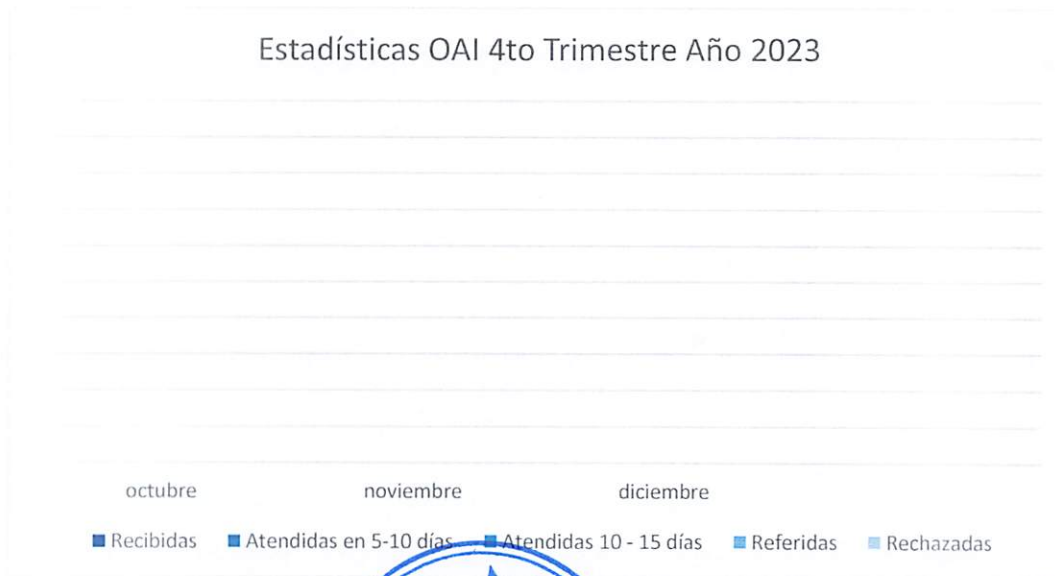 Estadísticas OAI 4to Trimestre Año 2023
octubre noviembre diciembre
Recibidas Atendidas en 5-10 días Atendidas 10 - 15 días Referidas Rechazadas